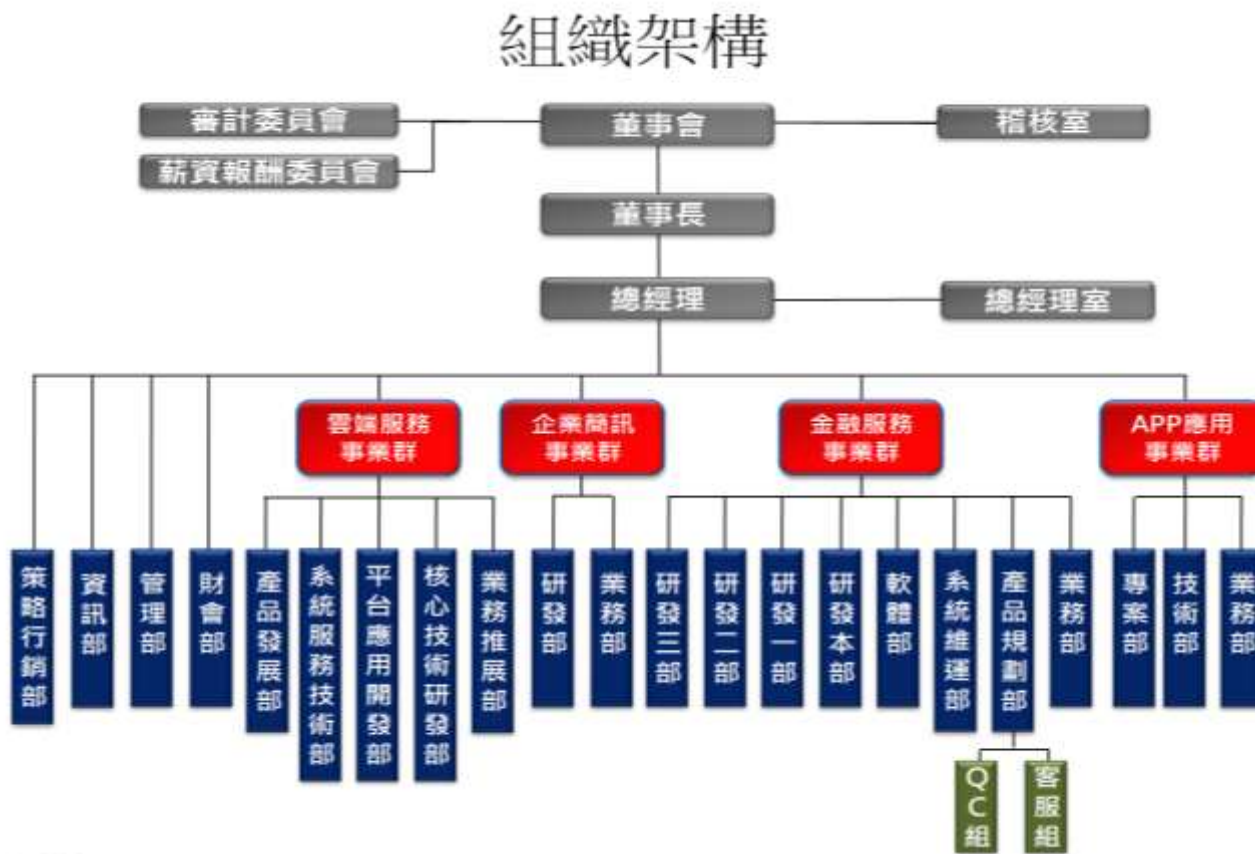 組織架構
審計委員會
董事會
稽核室
薪資報酬委員會
董事長
總經理
總經理室
雲端服務
事業群
企業簡訊
事業群
金融服務
事業群
APP應用
事業群
策略行銷部
資訊部
管理部
財會部
產品發展部
系統服務技術部
平台應用開發部
核心技術研發部
業務推展部
研發部
業務部
研發三部
研發二部
研發一部
研發本部
軟體部
系統維運部
產品規劃部
業務部
專案部
技術部
業務部
QC組
客服組